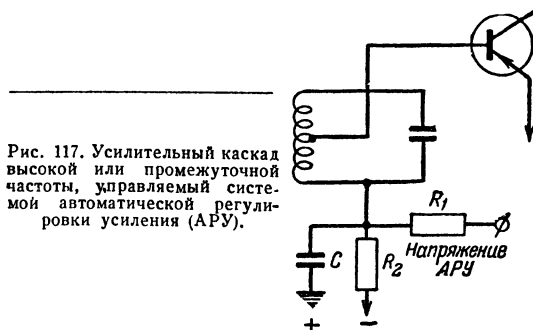 Рис. 117. Усилительный каскад
высокой или промежуточной
частоты, управляемый систе-
мой автоматической регули-
ровки усиления (АРУ).
R1
Напряжение
АРУ
C
R2
+
−